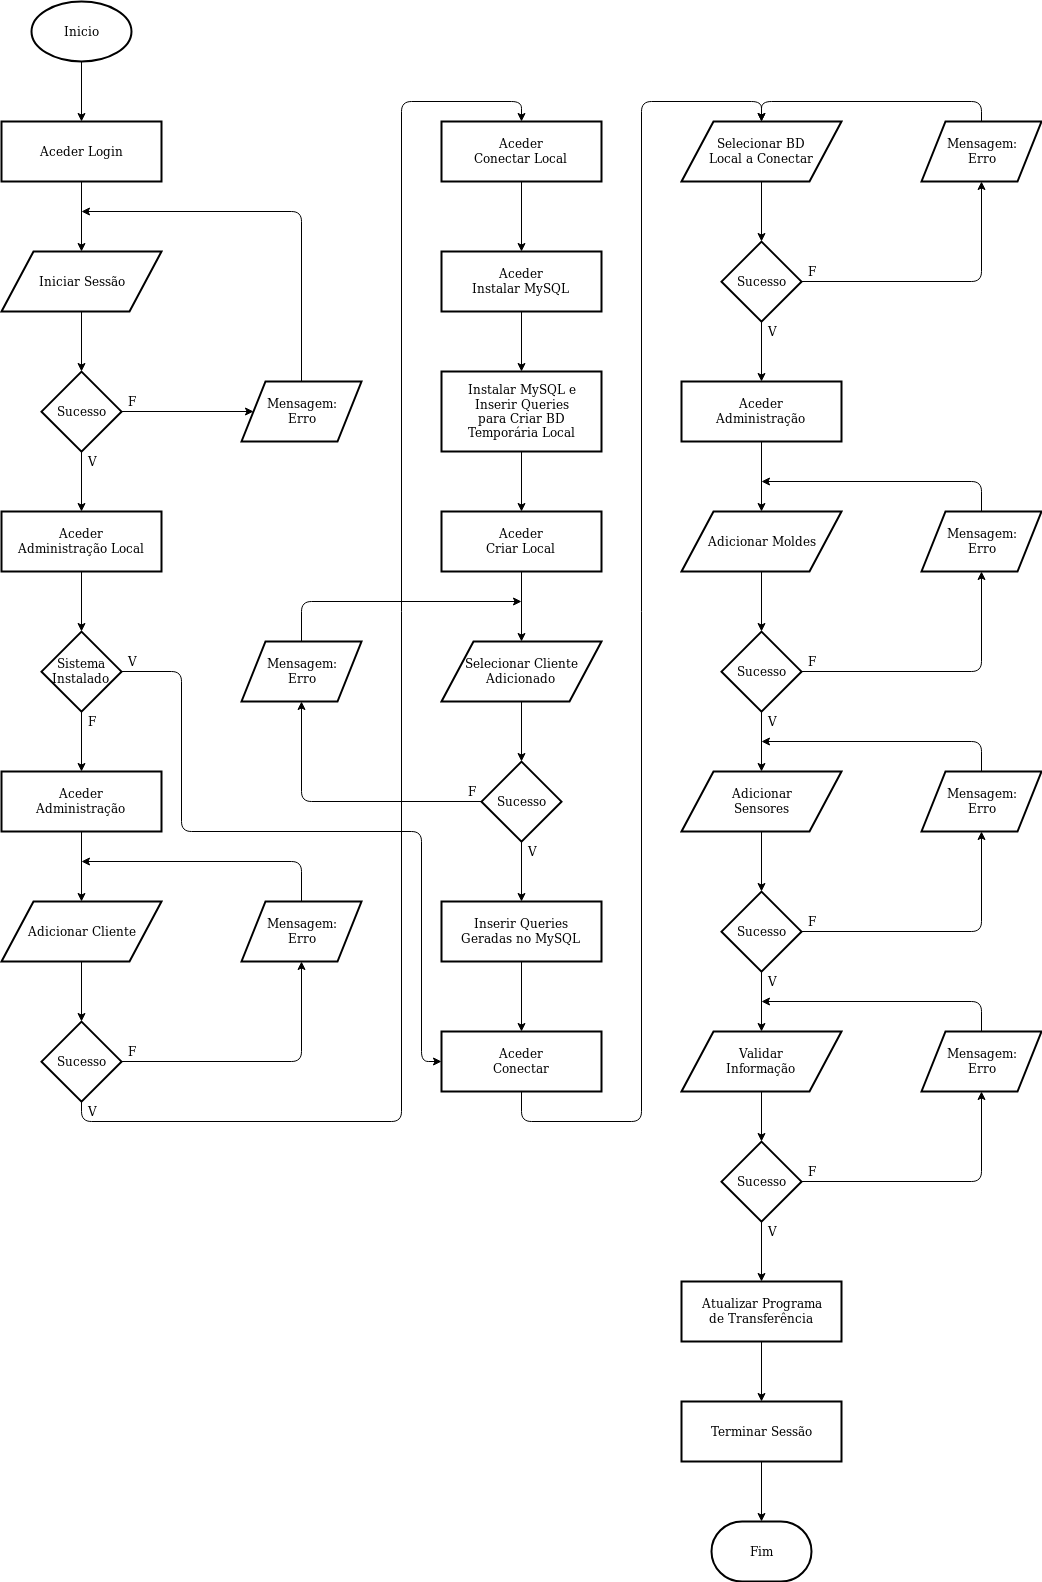 Inicio
Aceder Login
Iniciar Sessão
Sucesso
F
Mensagem:
Erro
V
Aceder
Administração Local
Sistema
Instalado
V
F
Aceder
Administração
Adicionar Cliente
Mensagem:
Erro
Sucesso
F
V
Aceder
Conectar Local
Aceder
Instalar MySQL
Instalar MySQL e
Inserir Queries
para Criar BD
Temporária Local
Aceder
Criar Local
Mensagem:
Erro
Selecionar Cliente
Adicionado
F
Sucesso
V
Inserir Queries
Geradas no MySQL
Aceder
Conectar
Selecionar BD
Local a Conectar
Mensagem:
Erro
Sucesso
F
V
Aceder
Administração
Adicionar Moldes
Mensagem:
Erro
Sucesso
F
V
Adicionar
Sensores
Mensagem:
Erro
Sucesso
F
V
Validar
Informação
Mensagem:
Erro
Sucesso
F
V
Atualizar Programa
de Transferência
Terminar Sessão
Fim